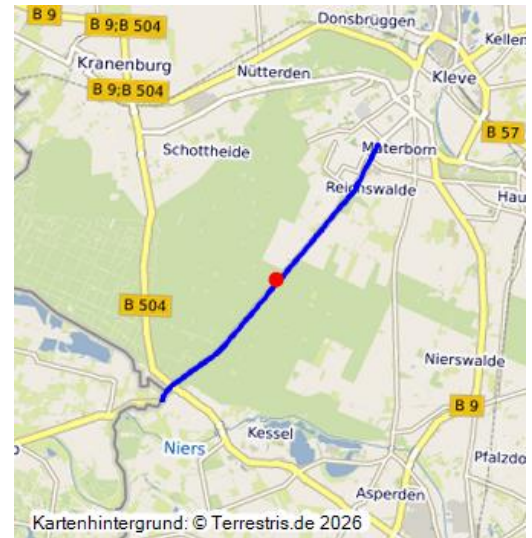 B 9
B 9;B 504
Donsbrüggen
Kellen
Kranenburg
Nütterden
Kleve
B 9;B 504
B 57
Schottheide
Materborn
Reichswalde
Hau
B 504
Nierswalde
B 9
Kessel
Niers
Pfalzdo
Asperden
Kartenhintergrund: © Terrestris.de 2026